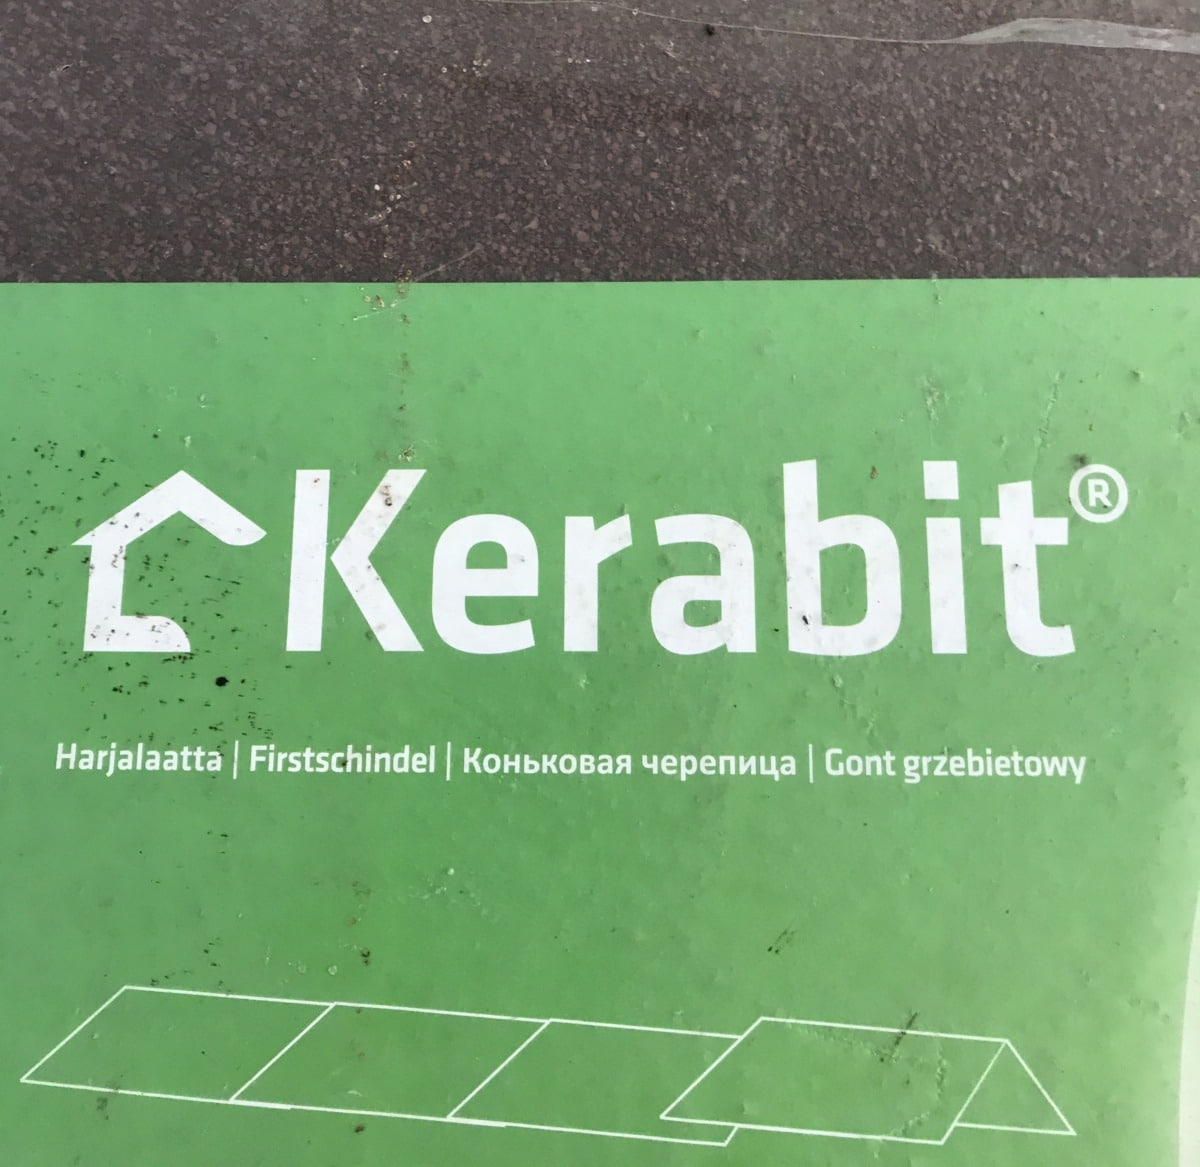 Kerabit®
Harjalaatta | Firstschindel | Коньковая черепица | Gont grzebietowy